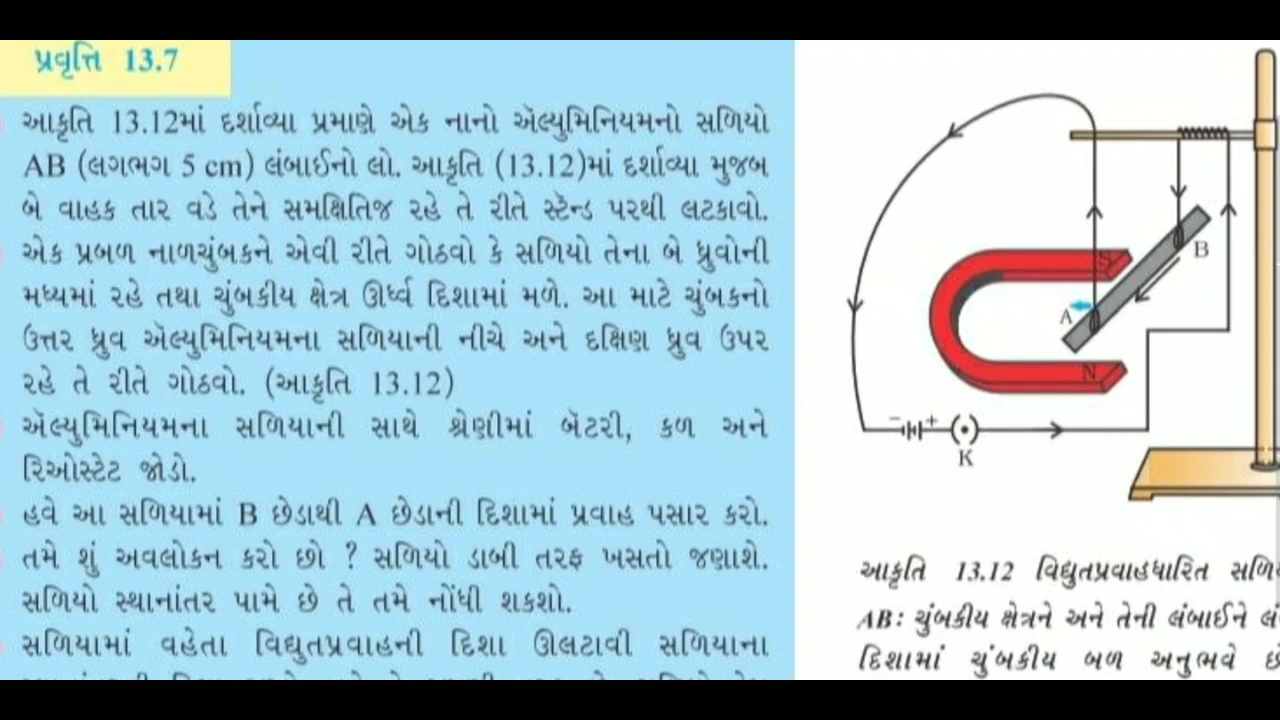 પ્રવૃત્તિ 13.7
આકૃતિ 13.12માં દર્શાવ્યા પ્રમાણે એક નાનો ઍલ્યુમિનિયમનો સળિયો
AB (લગભગ 5 cm) લંબાઈનો લો. આકૃતિ (13.12)માં દર્શાવ્યા મુજબ
બે વાહક તાર વડે તેને સમક્ષિતિજ રહે તે રીતે સ્ટૅન્ડ પરથી લટકાવો.
એક પ્રબળ નાળચુંબકને એવી રીતે ગોઠવો કે સળિયો તેના બે ધ્રુવોની
મધ્યમાં રહે તથા ચુંબકીય ક્ષેત્ર ઊર્ધ્વ દિશામાં મળે. આ માટે ચુંબકનો
ઉત્તર ધ્રુવ ઍલ્યુમિનિયમના સળિયાની નીચે અને દક્ષિણ ધ્રુવ ઉપર
રહે તે રીતે ગોઠવો. (આકૃતિ 13.12)
ઍલ્યુમિનિયમના સળિયાની સાથે શ્રેણીમાં બૅટરી, કળ અને
રિઓસ્ટેટ જોડો.
હવે આ સળિયામાં B છેડાથી A છેડાની દિશામાં પ્રવાહ પસાર કરો.
તમે શું અવલોકન કરો છો ? સળિયો ડાબી તરફ ખસતો જણાશે.
સળિયો સ્થાનાંતર પામે છે તે તમે નોંધી શકશો.
સળિયામાં વહેતા વિદ્યુતપ્રવાહની દિશા ઊલટાવી સળિયાના
S
B
A
N
− +
K
આકૃતિ 13.12 વિદ્યુતપ્રવાહધારિત
AB: ચુંબકીય ક્ષેત્રને અને તેની લંબાઈને
દિશામાં ચુંબકીય બળ અનુભવે